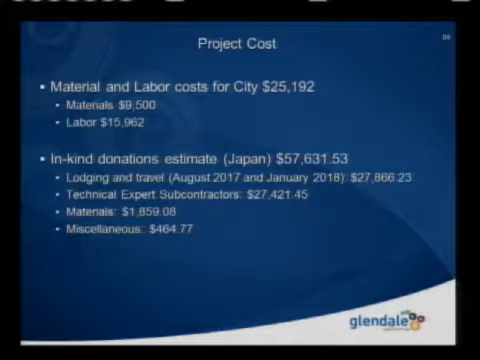 Project Cost
Material and Labor costs for City $25,192
Materials $9,500
Labor $15,962
In-kind donations estimate (Japan) $57,631.53
Lodging and travel (August 2017 and January 2018): $27,866.23
Technical Expert Subcontractors: $27,421.45
Materials: $1,859.08
Miscellaneous: $464.77
glendale